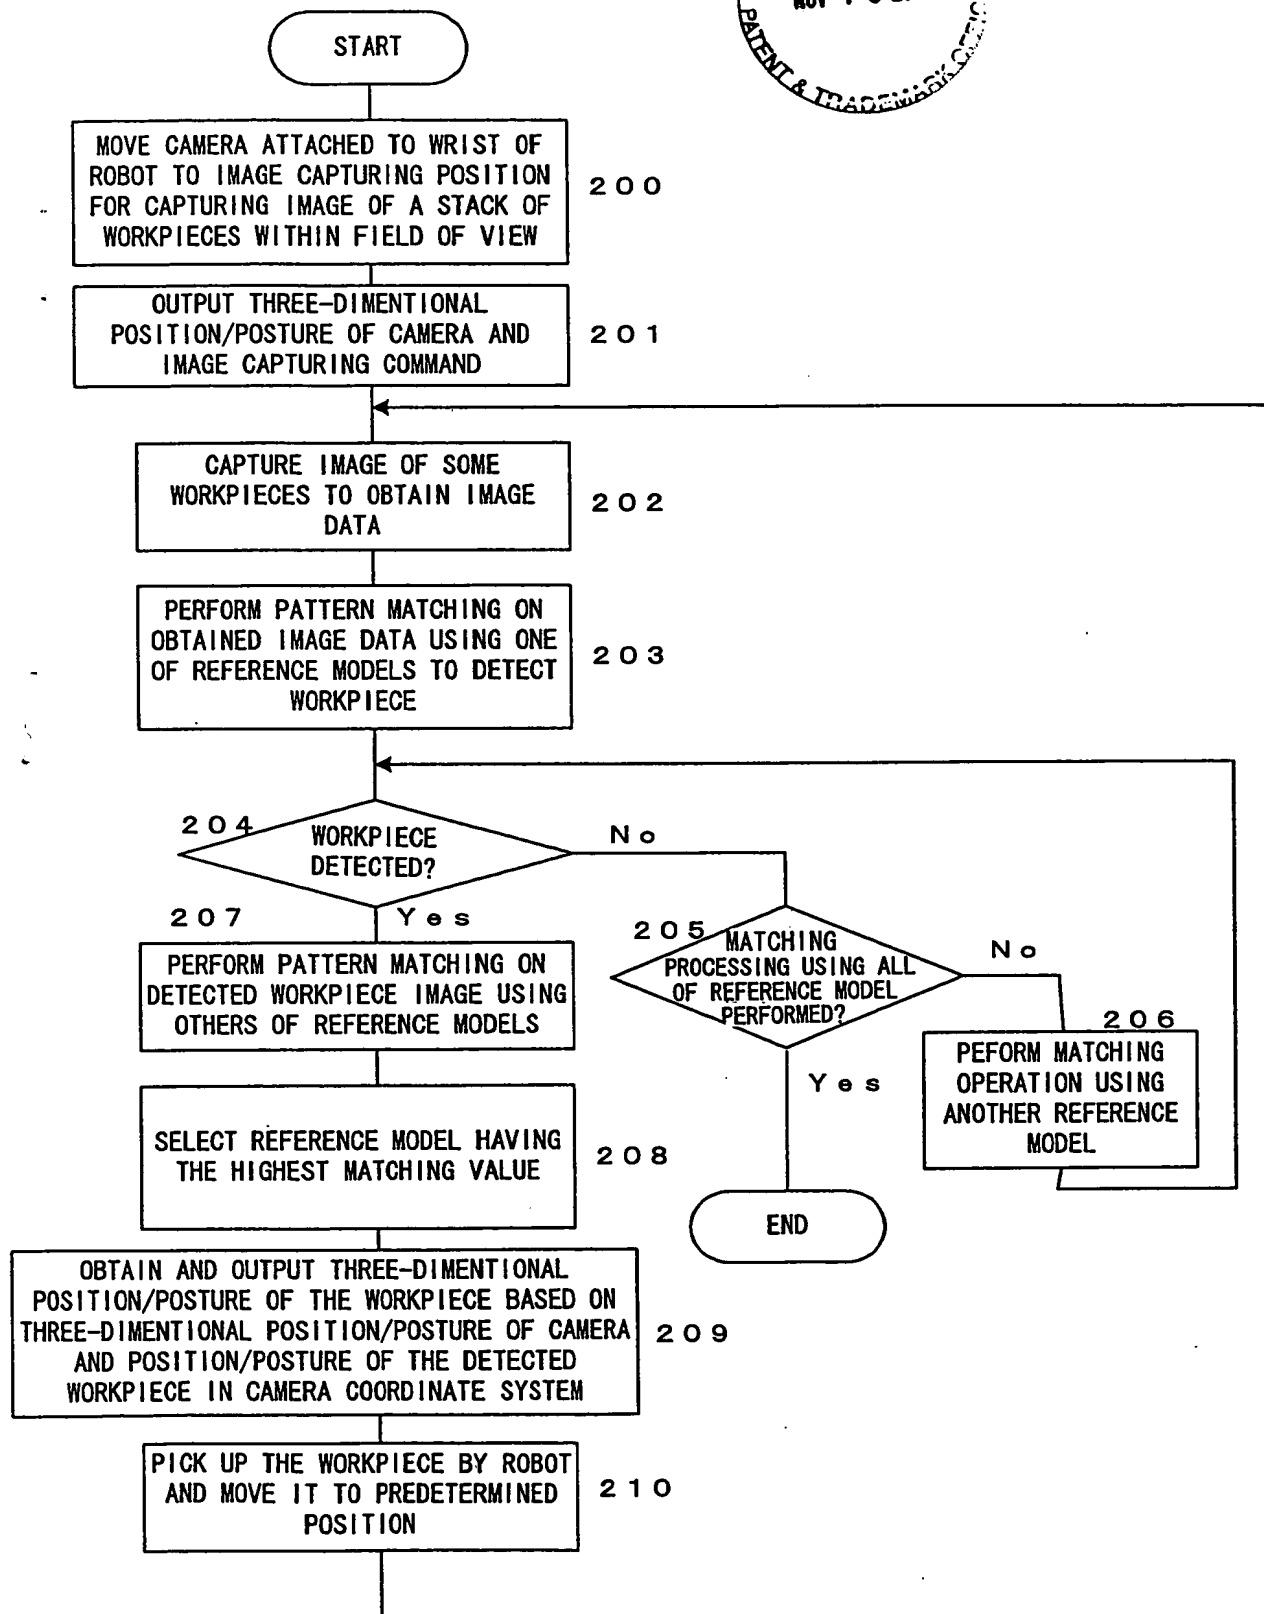 START
PATENT & TRADEMARK
MOVE CAMERA ATTACHED TO WRIST OF
ROBOT TO IMAGE CAPTURING POSITION
FOR CAPTURING IMAGE OF A STACK OF
WORKPIECES WITHIN FIELD OF VIEW
200
OUTPUT THREE-DIMENTIONAL
POSITION/POSTURE OF CAMERA AND
IMAGE CAPTURING COMMAND
201
CAPTURE IMAGE OF SOME
WORKPIECES TO OBTAIN IMAGE
DATA
202
PERFORM PATTERN MATCHING ON
OBTAINED IMAGE DATA USING ONE
OF REFERENCE MODELS TO DETECT
WORKPIECE
203
204
WORKPIECE
DETECTED?
No
Yes
205
MATCHING
PROCESSING USING ALL
OF REFERENCE MODEL
PERFORMED?
No
Yes
206
PEFORM MATCHING
OPERATION USING
ANOTHER REFERENCE
MODEL
END
207
PERFORM PATTERN MATCHING ON
DETECTED WORKPIECE IMAGE USING
OTHERS OF REFERENCE MODELS
SELECT REFERENCE MODEL HAVING
THE HIGHEST MATCHING VALUE
208
OBTAIN AND OUTPUT THREE-DIMENTIONAL
POSITION/POSTURE OF THE WORKPIECE BASED ON
THREE-DIMENTIONAL POSITION/POSTURE OF CAMERA
AND POSITION/POSTURE OF THE DETECTED
WORKPIECE IN CAMERA COORDINATE SYSTEM
209
PICK UP THE WORKPIECE BY ROBOT
AND MOVE IT TO PREDETERMINED
POSITION
210